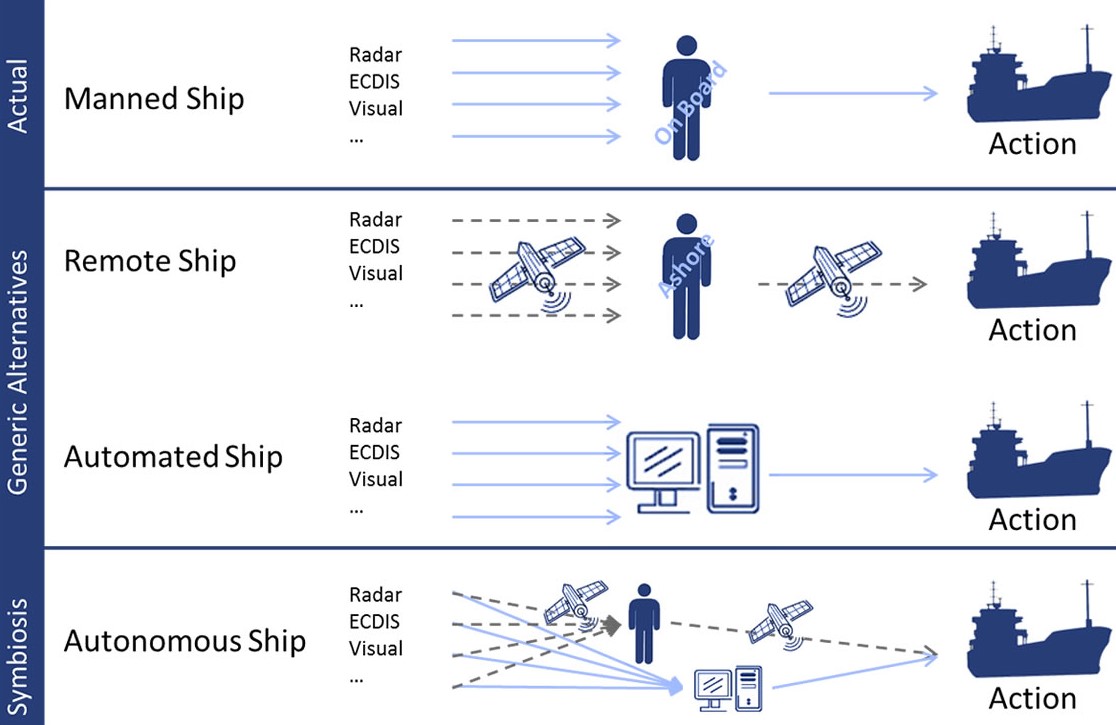 Actual
Manned Ship
Radar
ECDIS
Visual
...
On Board
Action
Generic Alternatives
Remote Ship
Radar
ECDIS
Visual
...
Ashore
Action
Automated Ship
Radar
ECDIS
Visual
...
Action
Symbiosis
Autonomous Ship
Radar
ECDIS
Visual
...
Action